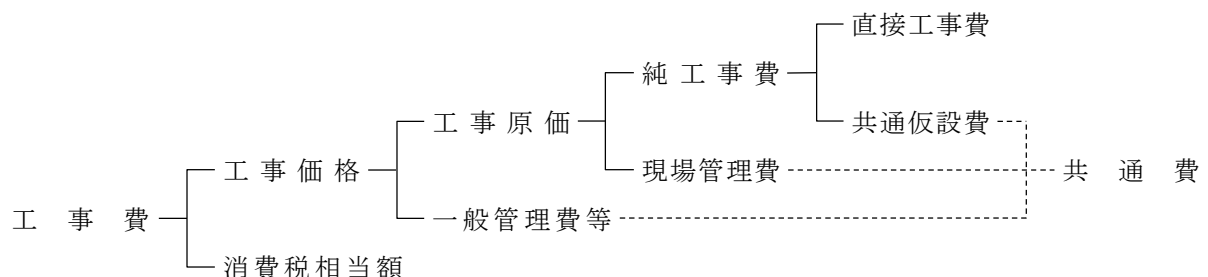 直接工事費
純工事費
工事原価
共通仮設費
工事価格
現場管理費
共通費
工事費
一般管理費等
消費税相当額